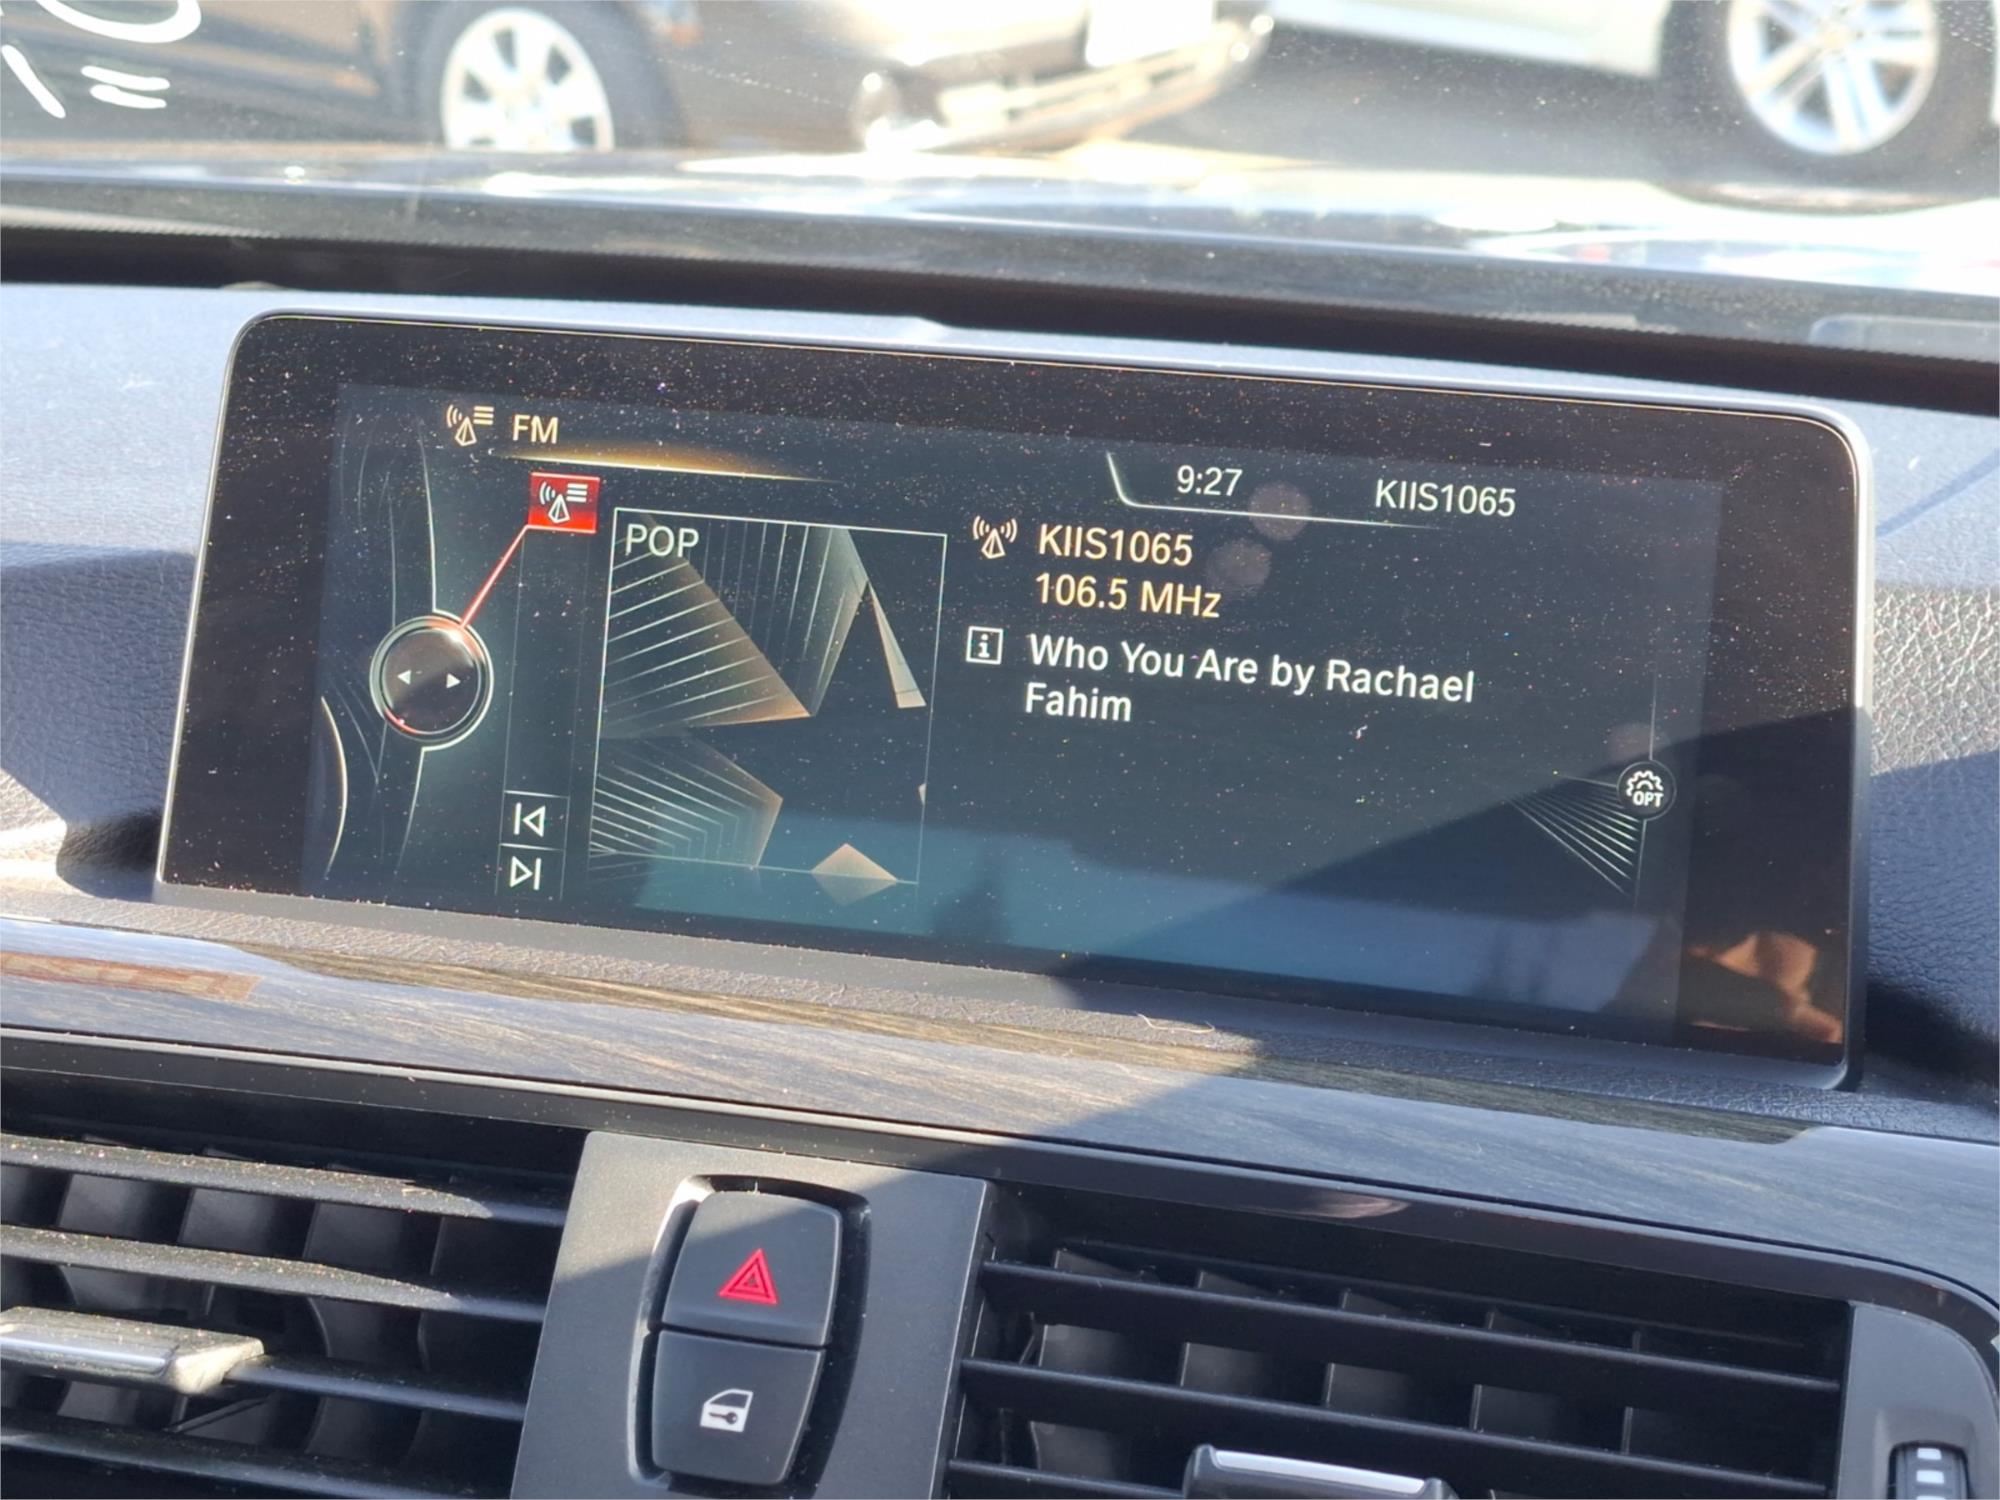 FM
9:27
KIIS1065
POP
KIIS1065
106.5 MHz
Who You Are by Rachael
Fahim
OPT